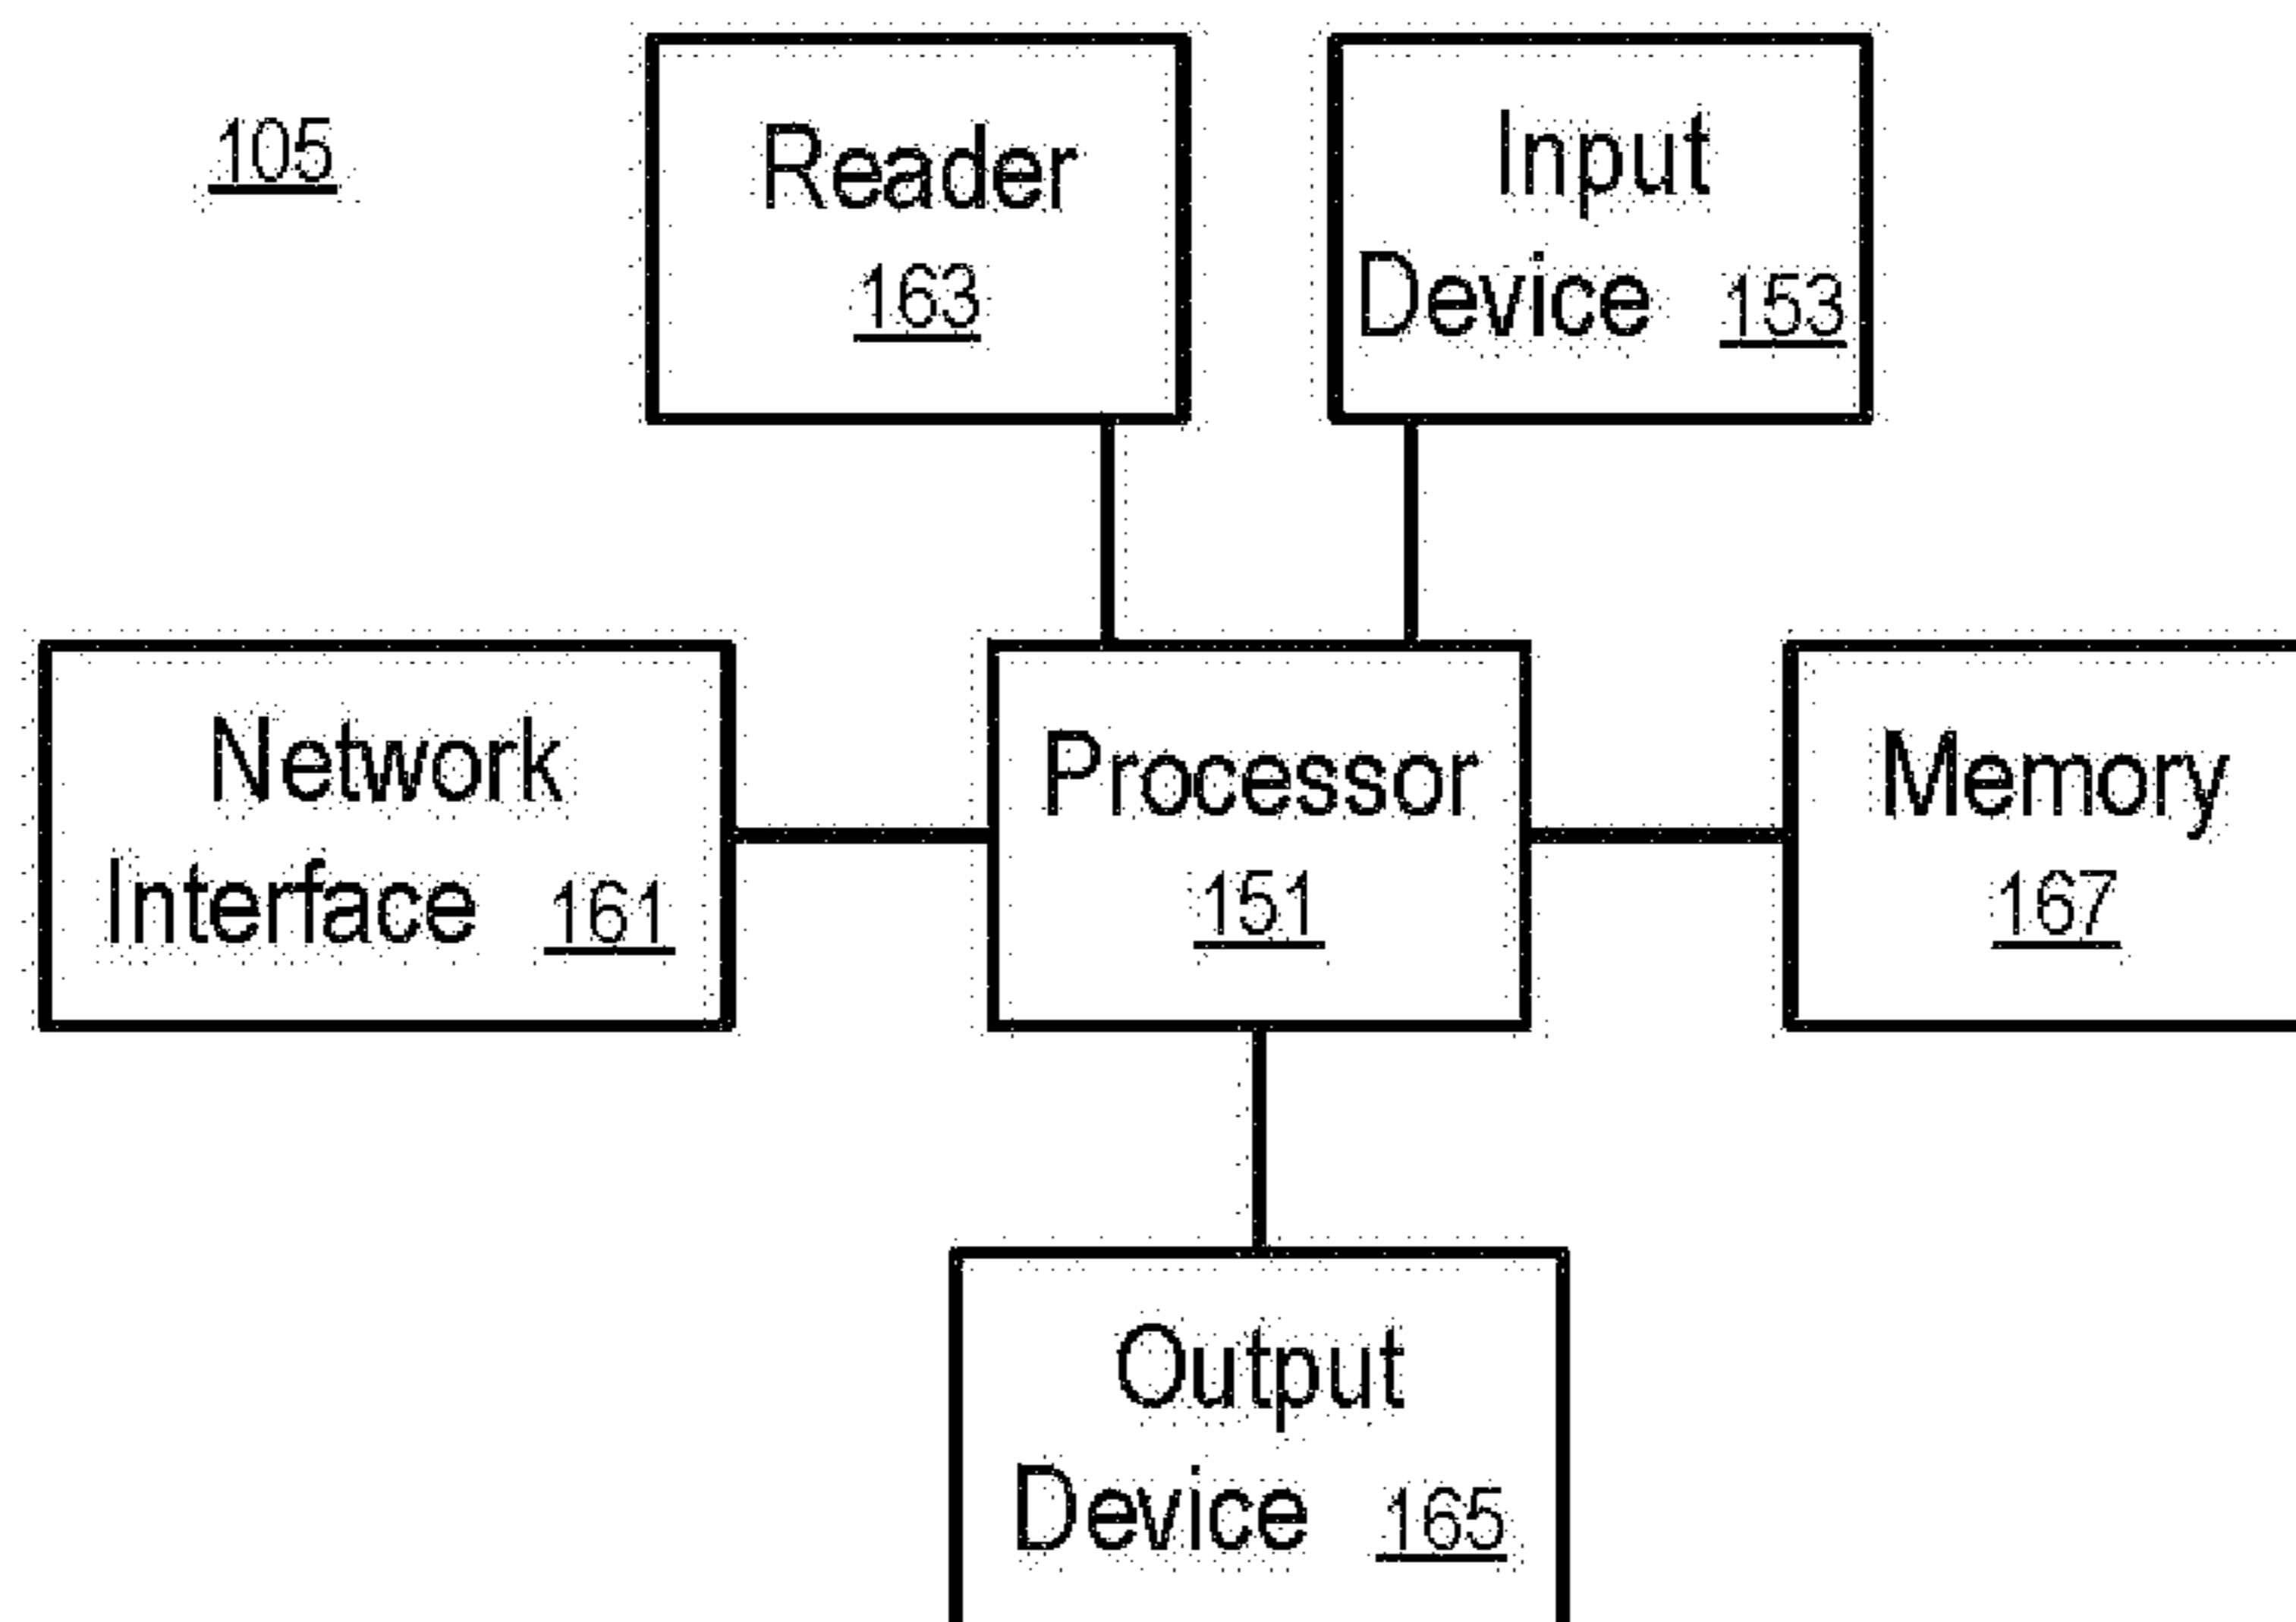 105
Reader
163
Input
Device 153
Network
Interface 161
Processor
151
Memory
167
Output
Device 165